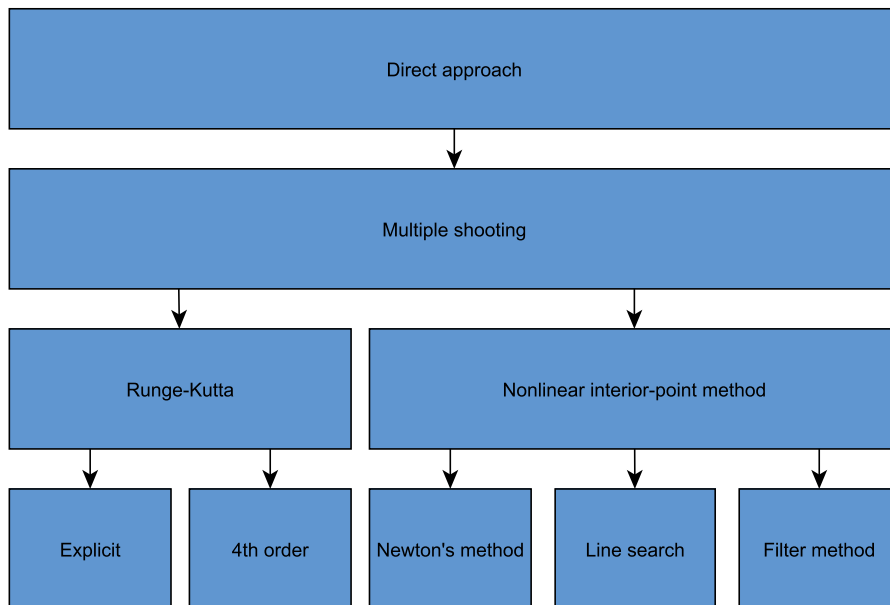 Direct approach
Multiple shooting
Runge-Kutta
Nonlinear interior-point method
Explicit
4th order
Newton's method
Line search
Filter method